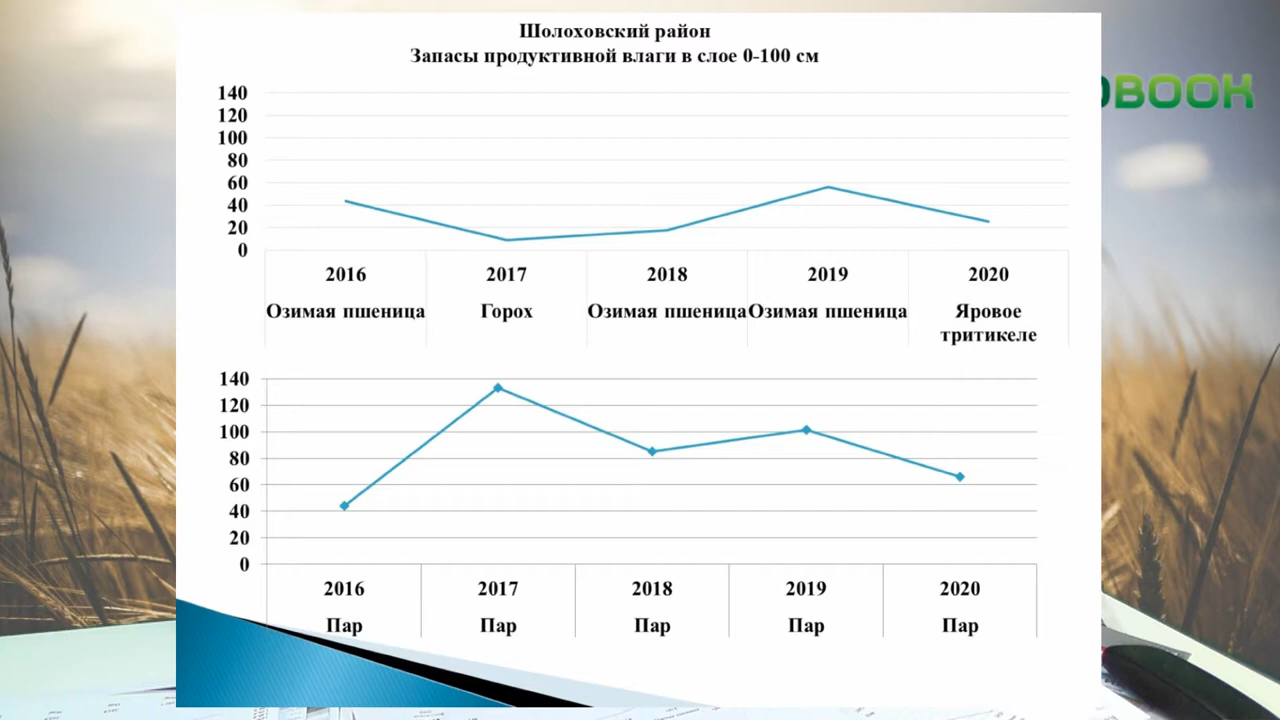 Шолоховский район
Запасы продуктивной влаги в слое 0-100 см
BOOK
140
120
100
80
60
40
20
0
2016 2017 2018 2019 2020
Озимая пшеница Горох Озимая пшеница Озимая пшеница Яровое
тритикеле
140
120
100
80
60
40
20
0
2016 2017 2018 2019 2020
Пар Пар Пар Пар Пар